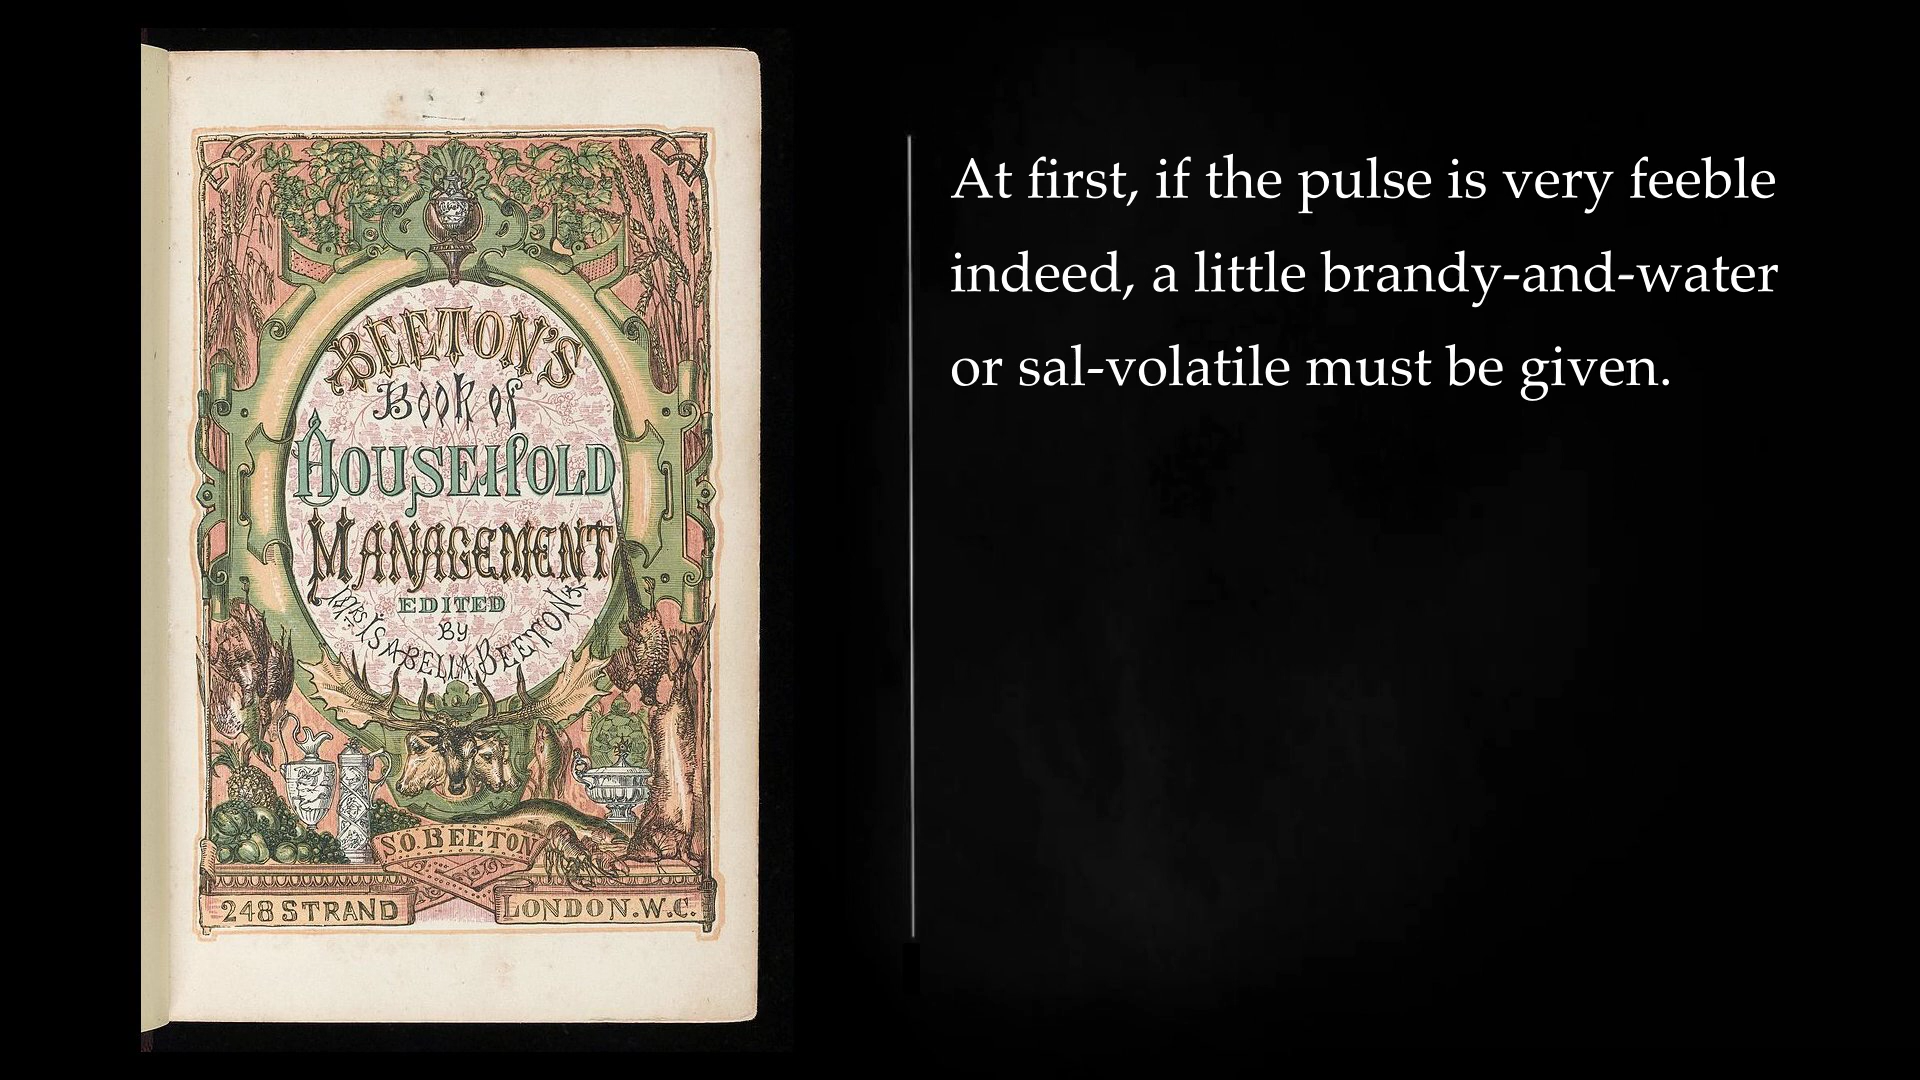 BEETON'S
BOOK OF
HOUSEHOLD
MANAGEMENT
EDITED
BY
MRS ISABELLA BEETON
S.O. BEETON
248 STRAND
LONDON. W.C.
At first, if the pulse is very feeble
indeed, a little brandy-and-water
or sal-volatile must be given.